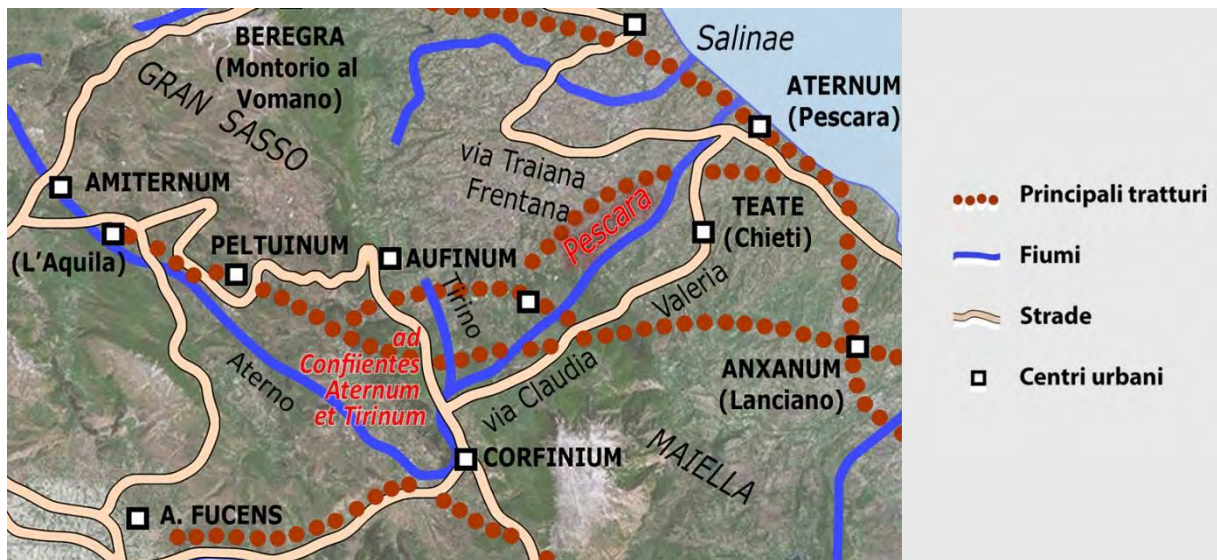 BEREGRA
(Montorio al
Vomano)
GRAN SASSO
Salinae
ATERNUM
(Pescara)
AMITERNUM
via Traiana
Frentana
Pescara
TEATE
(Chieti)
(L'Aquila)
PELTUINUM
AUFINUM
Tirino
Valeria
ad
Confiientes
Aternum
et Tirinum
Aterno
via Claudia
ANXANUM
(Lanciano)
CORFINIUM
MAIELLA
A. FUCENS
Principali tratturi
Fiumi
Strade
Centri urbani